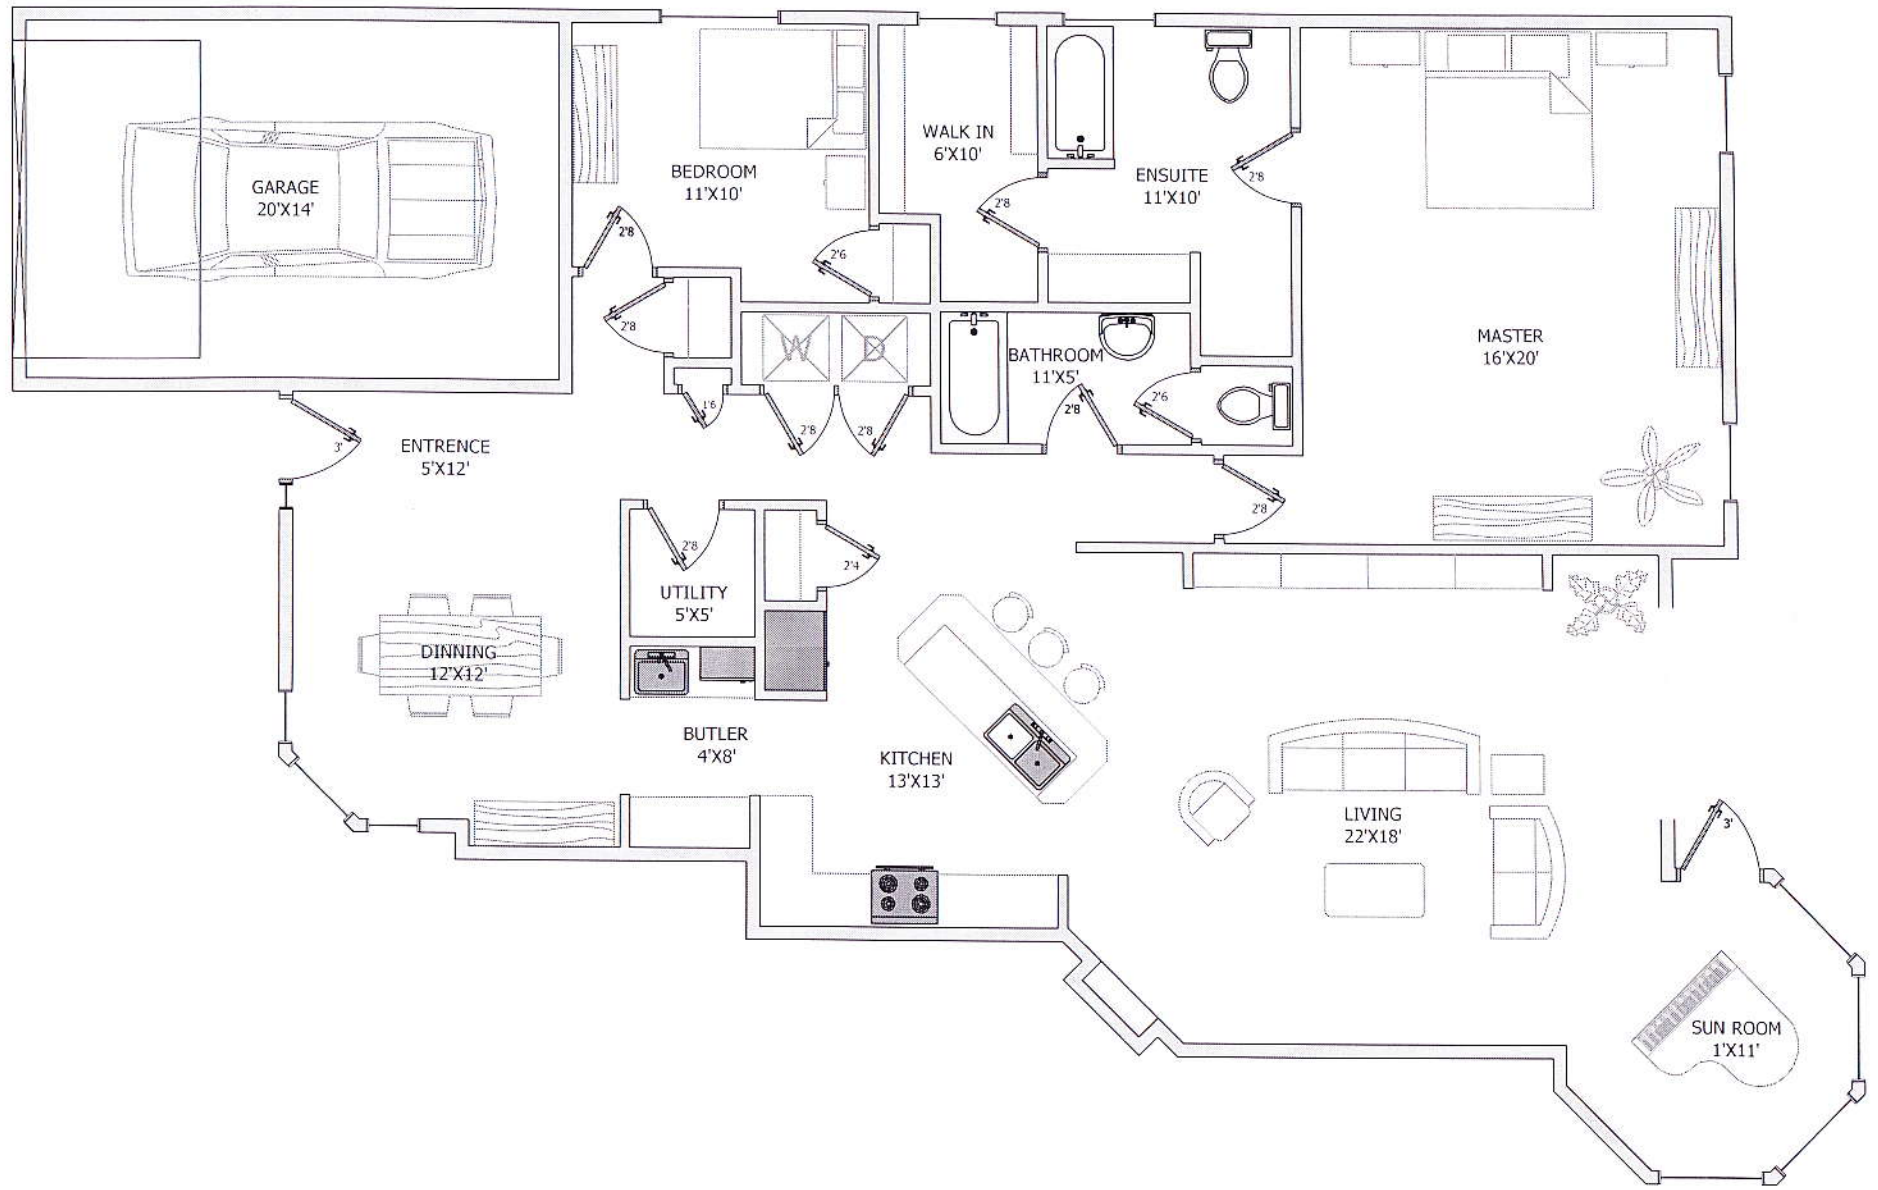 WALK IN
6'X10'
BEDROOM
11'X10'
ENSUITE
11'X10'
2'8
GARAGE
20'X14'
2'8
2'8
2'6
2'8
W
D
BATHROOM
11'X5'
MASTER
16'X20'
1'6
2'8
2'8
2'8
2'6
3'
ENTRENCE
5'X12'
2'8
2'8
2'4
UTILITY
5'X5'
DINNING
12'X12'
BUTLER
4'X8'
KITCHEN
13'X13'
LIVING
22'X18'
3'
SUN ROOM
1'X11'